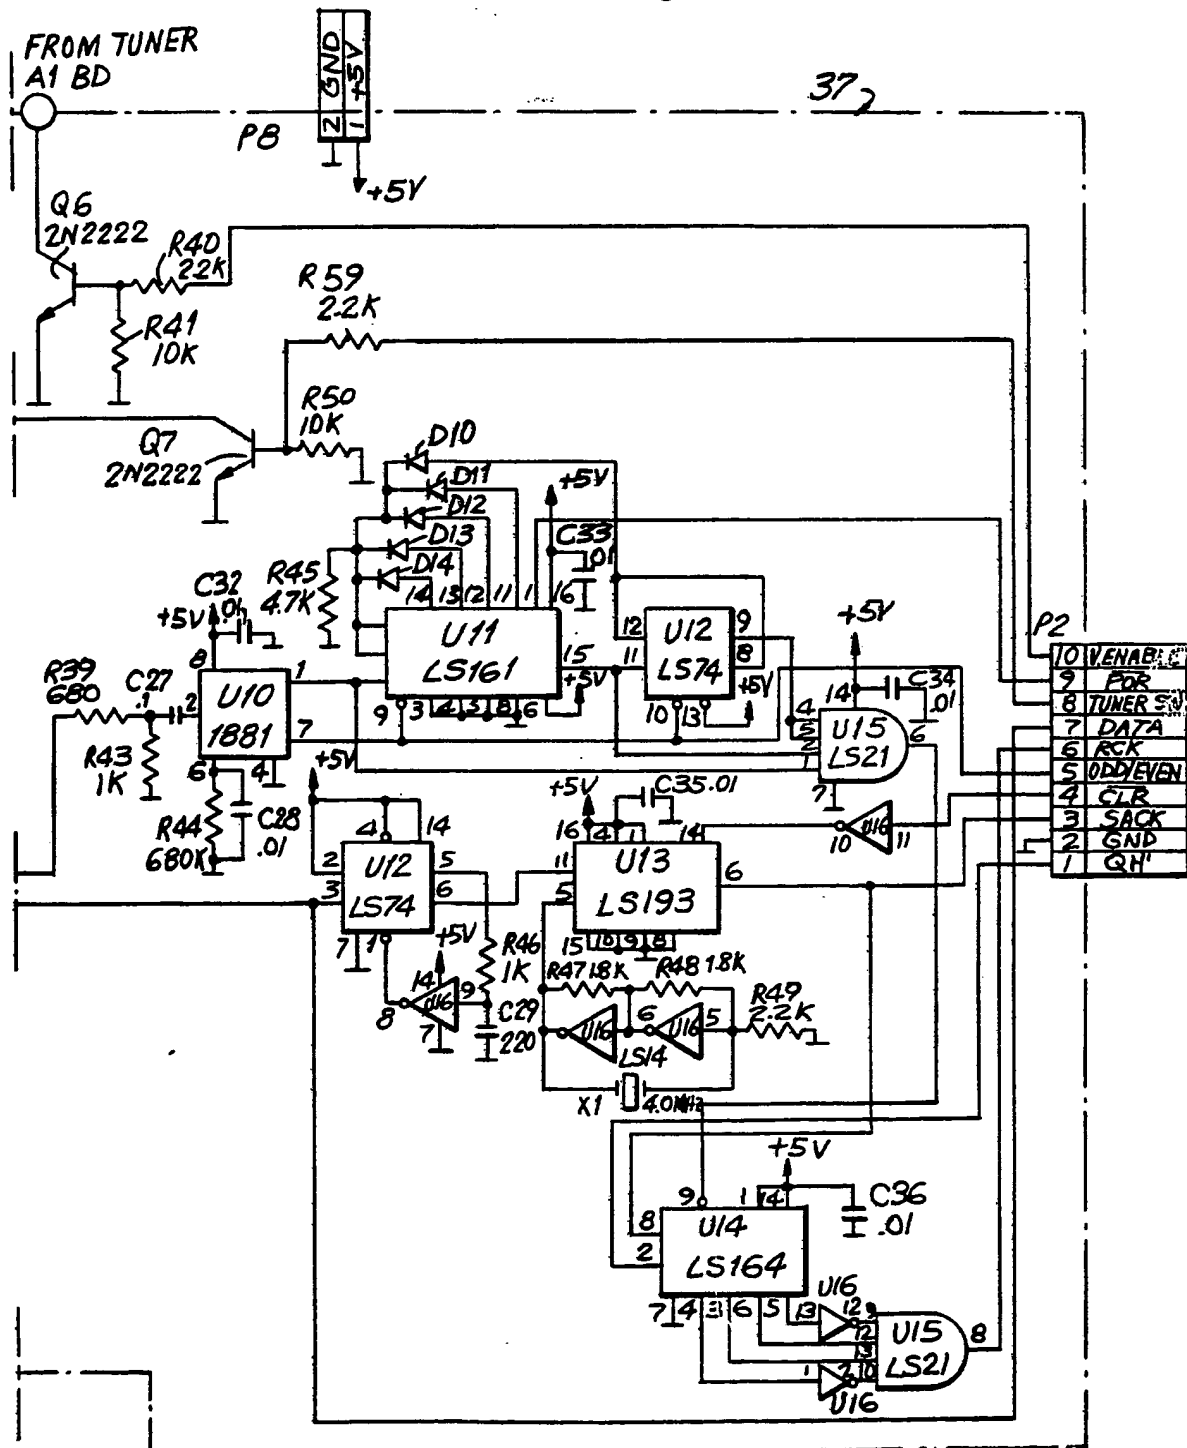 FROM TUNER
A1 BD
2 GND
1 +5V
P8
+5V
37
Q6
2N2222
R40
22K
R41
10K
R59
2.2K
R50
10K
Q7
2N2222
D10
D11
D12
D13
D14
+5V
C33
.01
R45
4.7K
C32
.01
+5V
14 13 12 11 1 16
U11
LS161
15
+5V
9 3 4 5 8 6
12
11
U12
LS74
9
8
10 13
+5V
+5V
14
C34
.01
4
5
2
1
U15
LS21
6
7
P2
10 V.ENABLE
9 FOR
8 TUNER SW
7 DATA
6 RCK
5 ODD/EVEN
4 CLR
3 SACK
2 GND
1 QH'
R39
680
C27
.1
8
2
U10
1881
1
7
6 4
R43
1K
R44
680K
C28
.01
+5V
4 14
2
3
U12
LS74
5
6
7 1
+5V
14
U16
9
8
7
R46
1K
C29
220
+5V
C35 .01
16 4 1 14
11
5
U13
LS193
6
15 10 9 8
10
U16
11
R47 1.8K
R48 1.8K
R49
2.2K
U16
6
U16
5
LS14
X1
4.0MHz
+5V
9 1 14
C36
.01
8
2
U14
LS164
7 4 3 6 5 13
U16
12
9
12
13
10
U15
LS21
8
1
2
U16